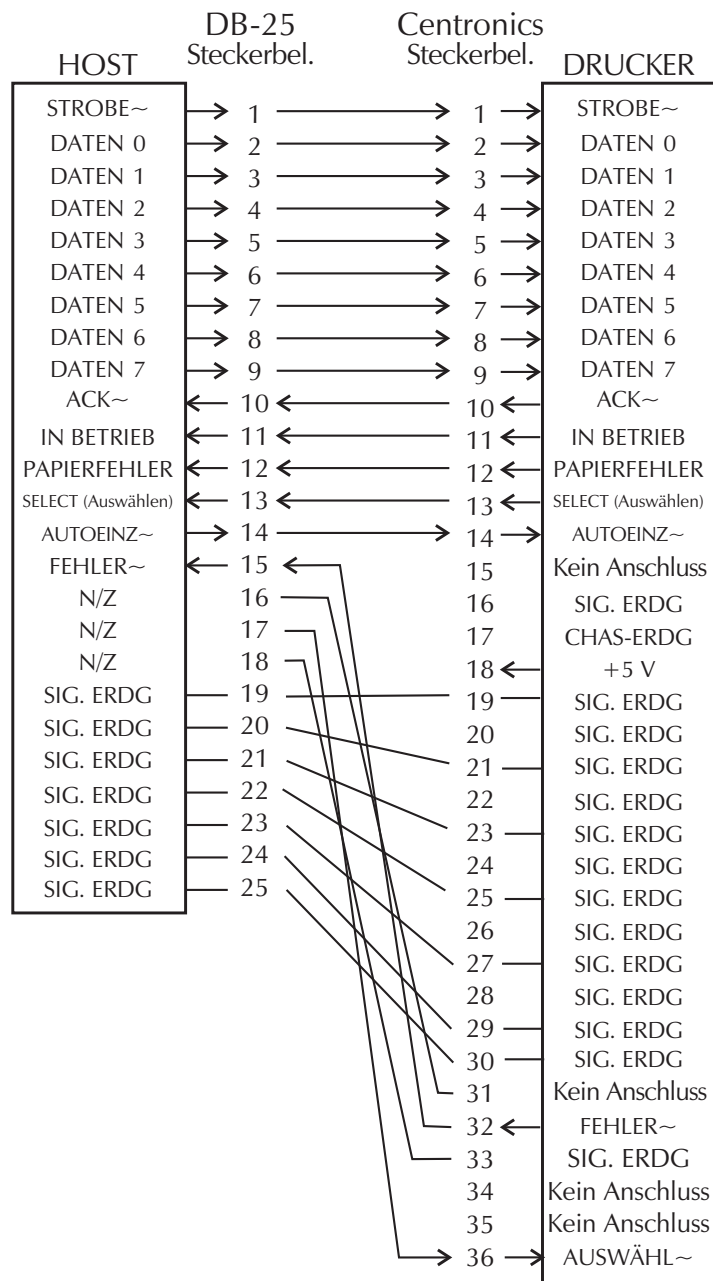 DB-25 Centronics
Steckerbel. Steckerbel.
HOST DRUCKER
STROBE~ 1 1 STROBE~
DATEN 0 2 2 DATEN 0
DATEN 1 3 3 DATEN 1
DATEN 2 4 4 DATEN 2
DATEN 3 5 5 DATEN 3
DATEN 4 6 6 DATEN 4
DATEN 5 7 7 DATEN 5
DATEN 6 8 8 DATEN 6
DATEN 7 9 9 DATEN 7
ACK~ 10 10 ACK~
IN BETRIEB 11 11 IN BETRIEB
PAPIERFEHLER 12 12 PAPIERFEHLER
SELECT (Auswählen) 13 13 SELECT (Auswählen)
AUTOEINZ~ 14 14 AUTOEINZ~
FEHLER~ 15 15 Kein Anschluss
N/Z 16 16 SIG. ERDG
N/Z 17 17 CHAS-ERDG
N/Z 18 18 +5 V
SIG. ERDG 19 19 SIG. ERDG
SIG. ERDG 20 20 SIG. ERDG
SIG. ERDG 21 21 SIG. ERDG
SIG. ERDG 22 22 SIG. ERDG
SIG. ERDG 23 23 SIG. ERDG
SIG. ERDG 24 24 SIG. ERDG
SIG. ERDG 25 25 SIG. ERDG
26 SIG. ERDG
27 SIG. ERDG
28 SIG. ERDG
29 SIG. ERDG
30 SIG. ERDG
31 Kein Anschluss
32 FEHLER~
33 SIG. ERDG
34 Kein Anschluss
35 Kein Anschluss
36 AUSWÄHL~